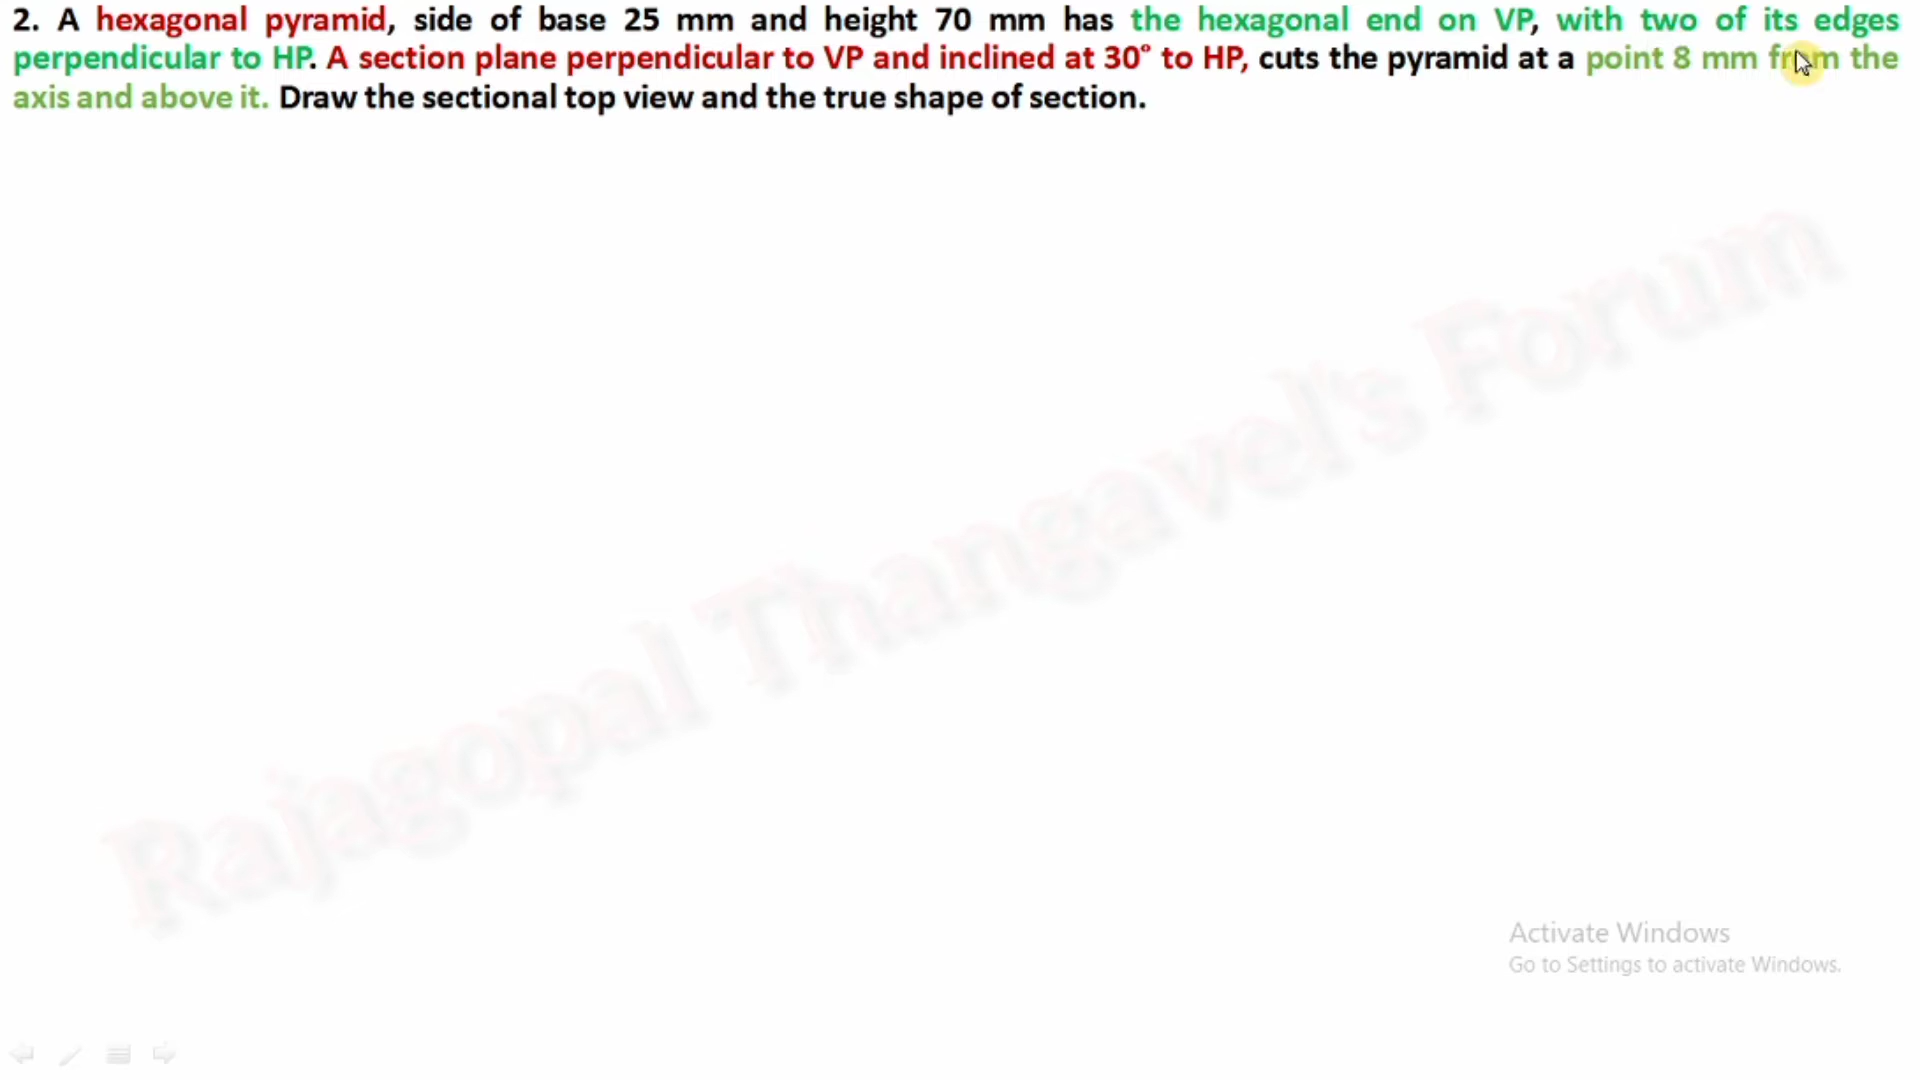 2. A hexagonal pyramid, side of base 25 mm and height 70 mm has the hexagonal end on VP, with two of its edges
perpendicular to HP. A section plane perpendicular to VP and inclined at 30° to HP, cuts the pyramid at a point 8 mm from the
axis and above it. Draw the sectional top view and the true shape of section.
Rajagopal Thangavel's Forum
Activate Windows
Go to Settings to activate Windows.